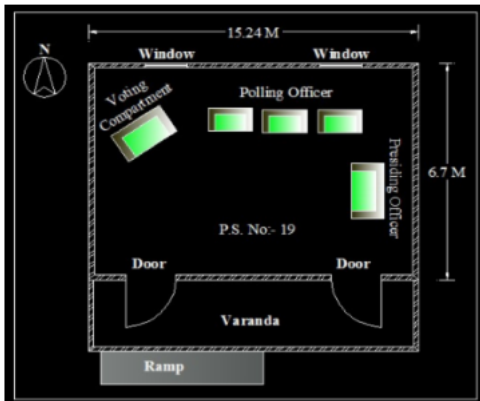 15.24 M
N
Window
Window
Voting
Compartment
Polling Officer
Presiding Officer
6.7 M
P.S. No:- 19
Door
Door
Varanda
Ramp